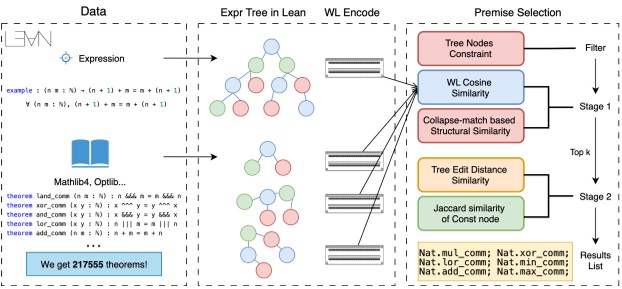 Data
Expr Tree in Lean
WL Encode
Premise Selection
LEAN
Expression
example : (n m : ℕ) → (n + 1) + m = m + (n + 1)
∀ (n m : ℕ), (n + 1) + m = m + (n + 1)
Mathlib4, Optlib...
theorem land_comm (n m : ℕ) : n &&& m = m &&& n
theorem xor_comm (x y : ℕ) : x ^^^ y = y ^^^ x
theorem and_comm (x y : ℕ) : x &&& y = y &&& x
theorem lor_comm (x y : ℕ) : n ||| m = m ||| n
theorem add_comm (n m : ℕ) : n + m = m + n
...
We get 217555 theorems!
Tree Nodes
Constraint
Filter
WL Cosine
Similarity
Stage 1
Collapse-match based
Structural Similarity
Top k
Tree Edit Distance
Similarity
Stage 2
Jaccard similarity
of Const node
Nat.mul_comm; Nat.xor_comm;
Nat.lor_comm; Nat.min_comm;
Nat.add_comm; Nat.max_comm;
Results
List